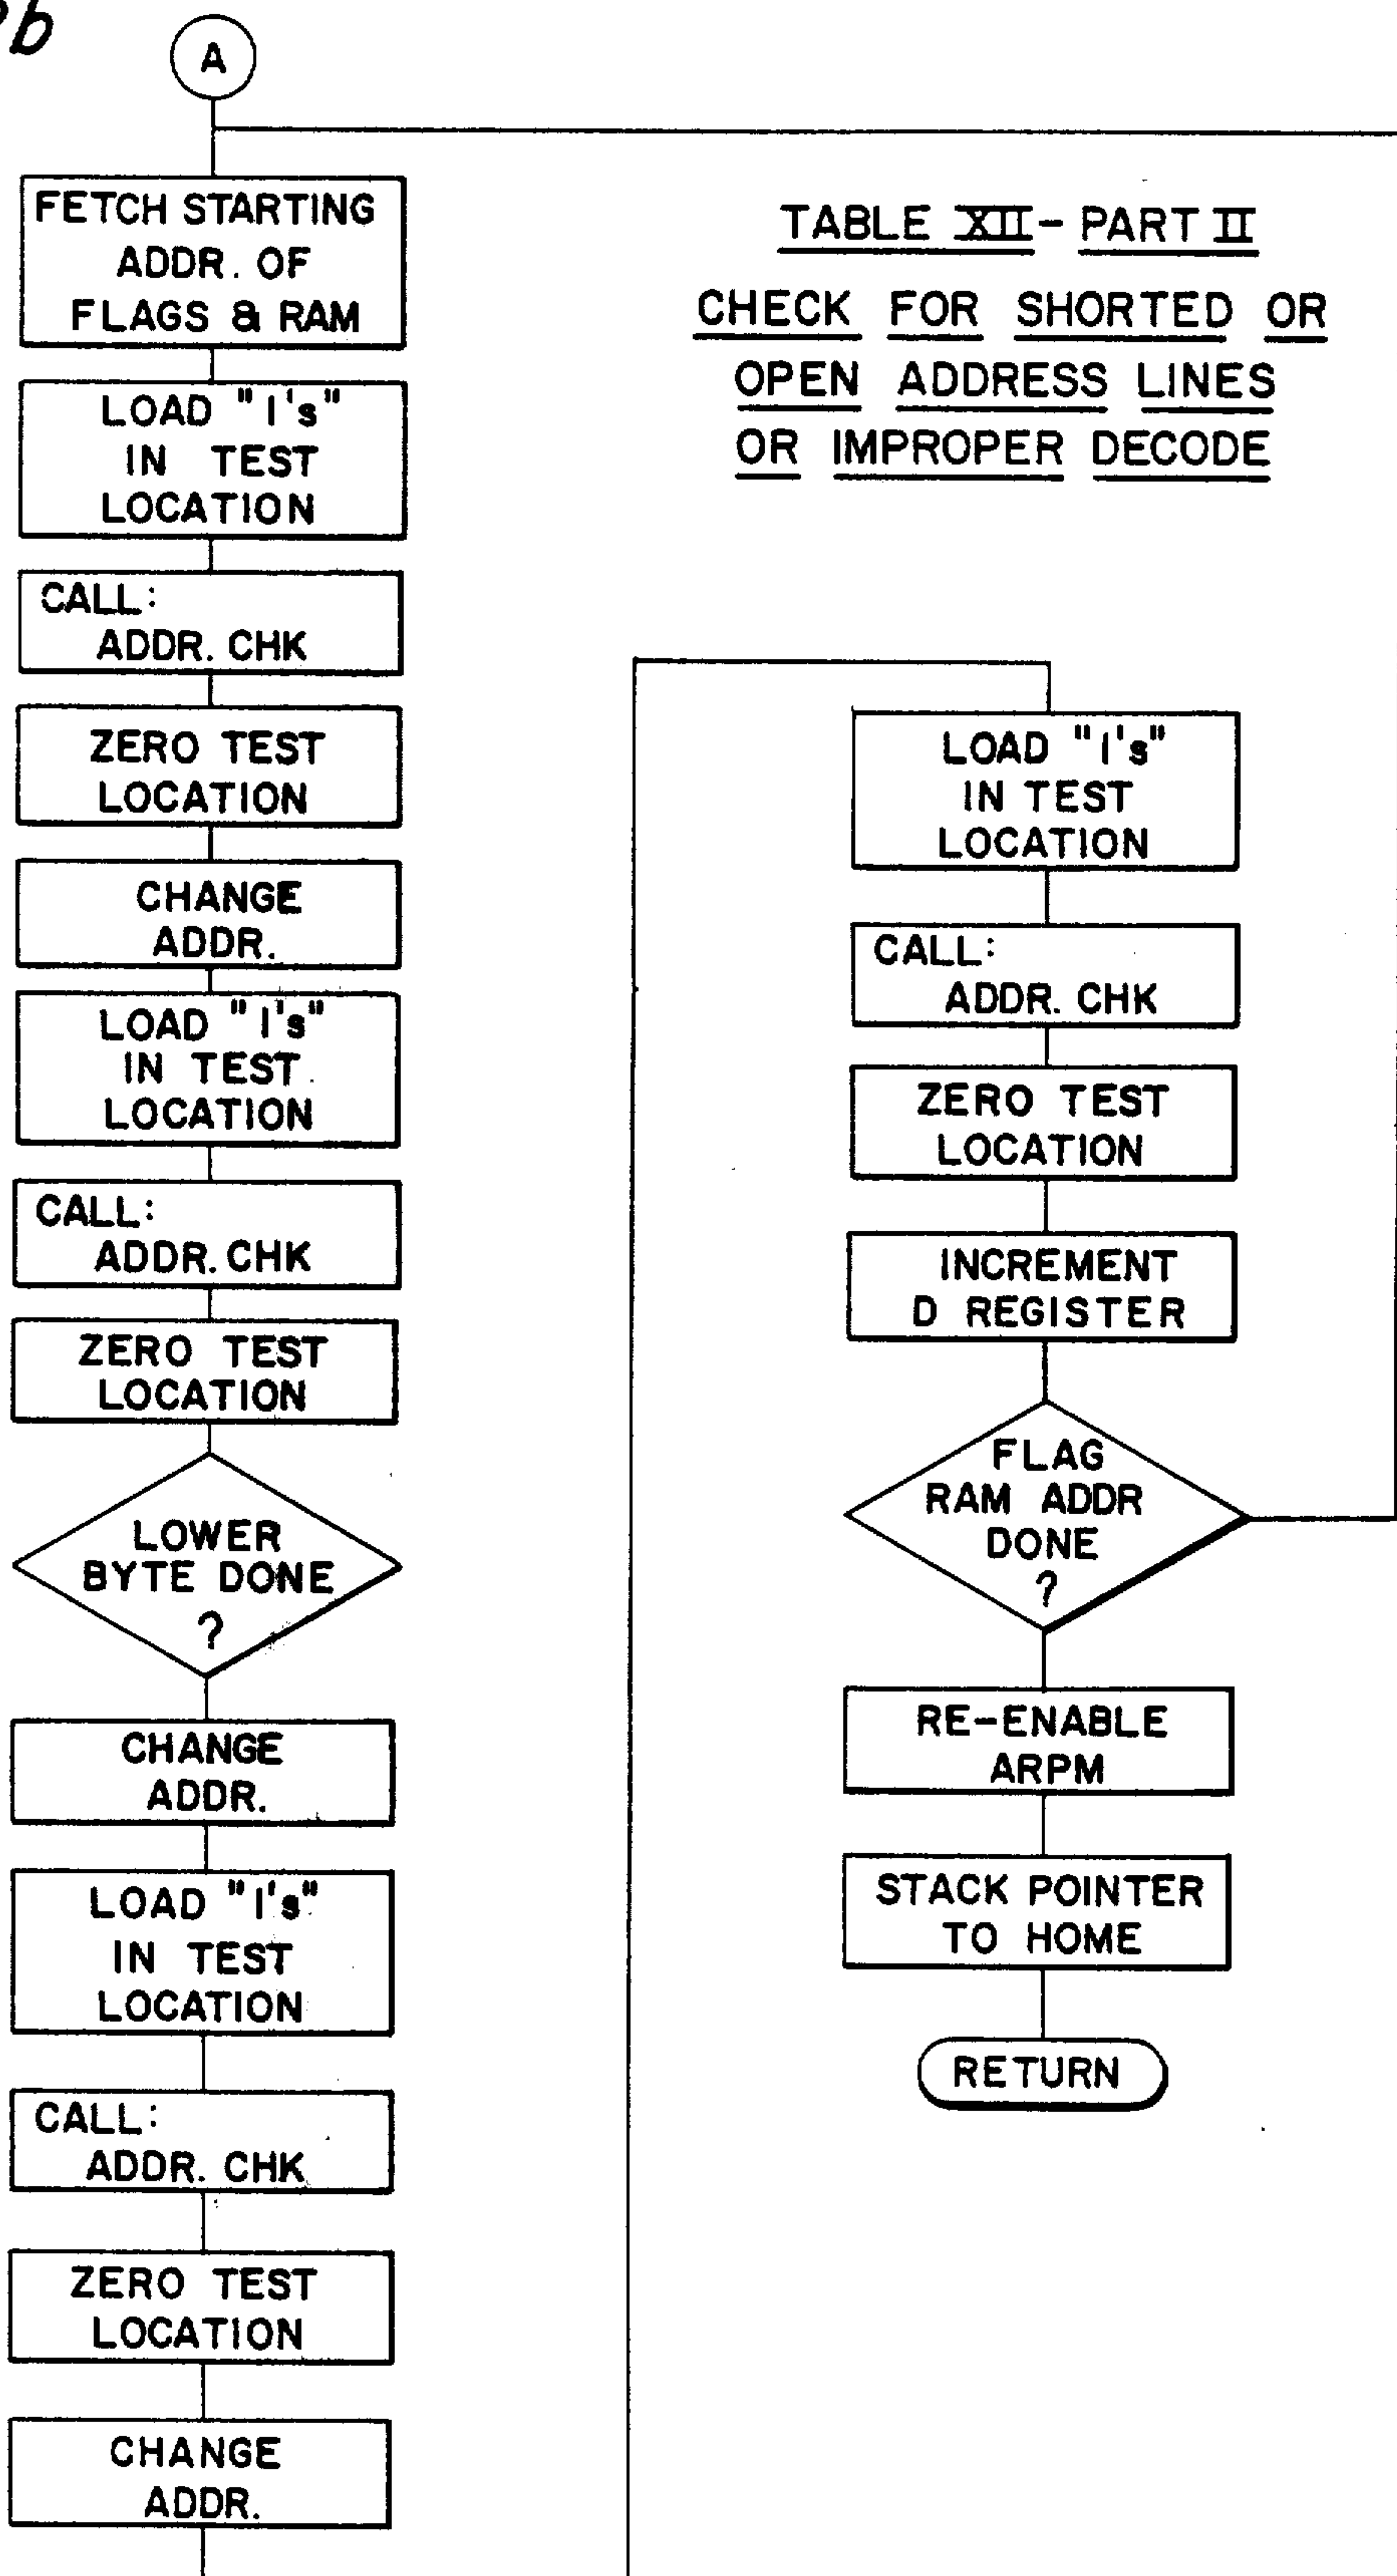 A
FETCH STARTING
ADDR. OF
FLAGS & RAM
LOAD "1's"
IN TEST
LOCATION
CALL:
ADDR. CHK
ZERO TEST
LOCATION
CHANGE
ADDR.
LOAD "1's"
IN TEST
LOCATION
CALL:
ADDR. CHK
ZERO TEST
LOCATION
LOWER
BYTE DONE
?
CHANGE
ADDR.
LOAD "1's"
IN TEST
LOCATION
CALL:
ADDR. CHK
ZERO TEST
LOCATION
CHANGE
ADDR.
TABLE XII - PART II
CHECK FOR SHORTED OR
OPEN ADDRESS LINES
OR IMPROPER DECODE
LOAD "1's"
IN TEST
LOCATION
CALL:
ADDR. CHK
ZERO TEST
LOCATION
INCREMENT
D REGISTER
FLAG
RAM ADDR
DONE
?
RE-ENABLE
ARPM
STACK POINTER
TO HOME
RETURN